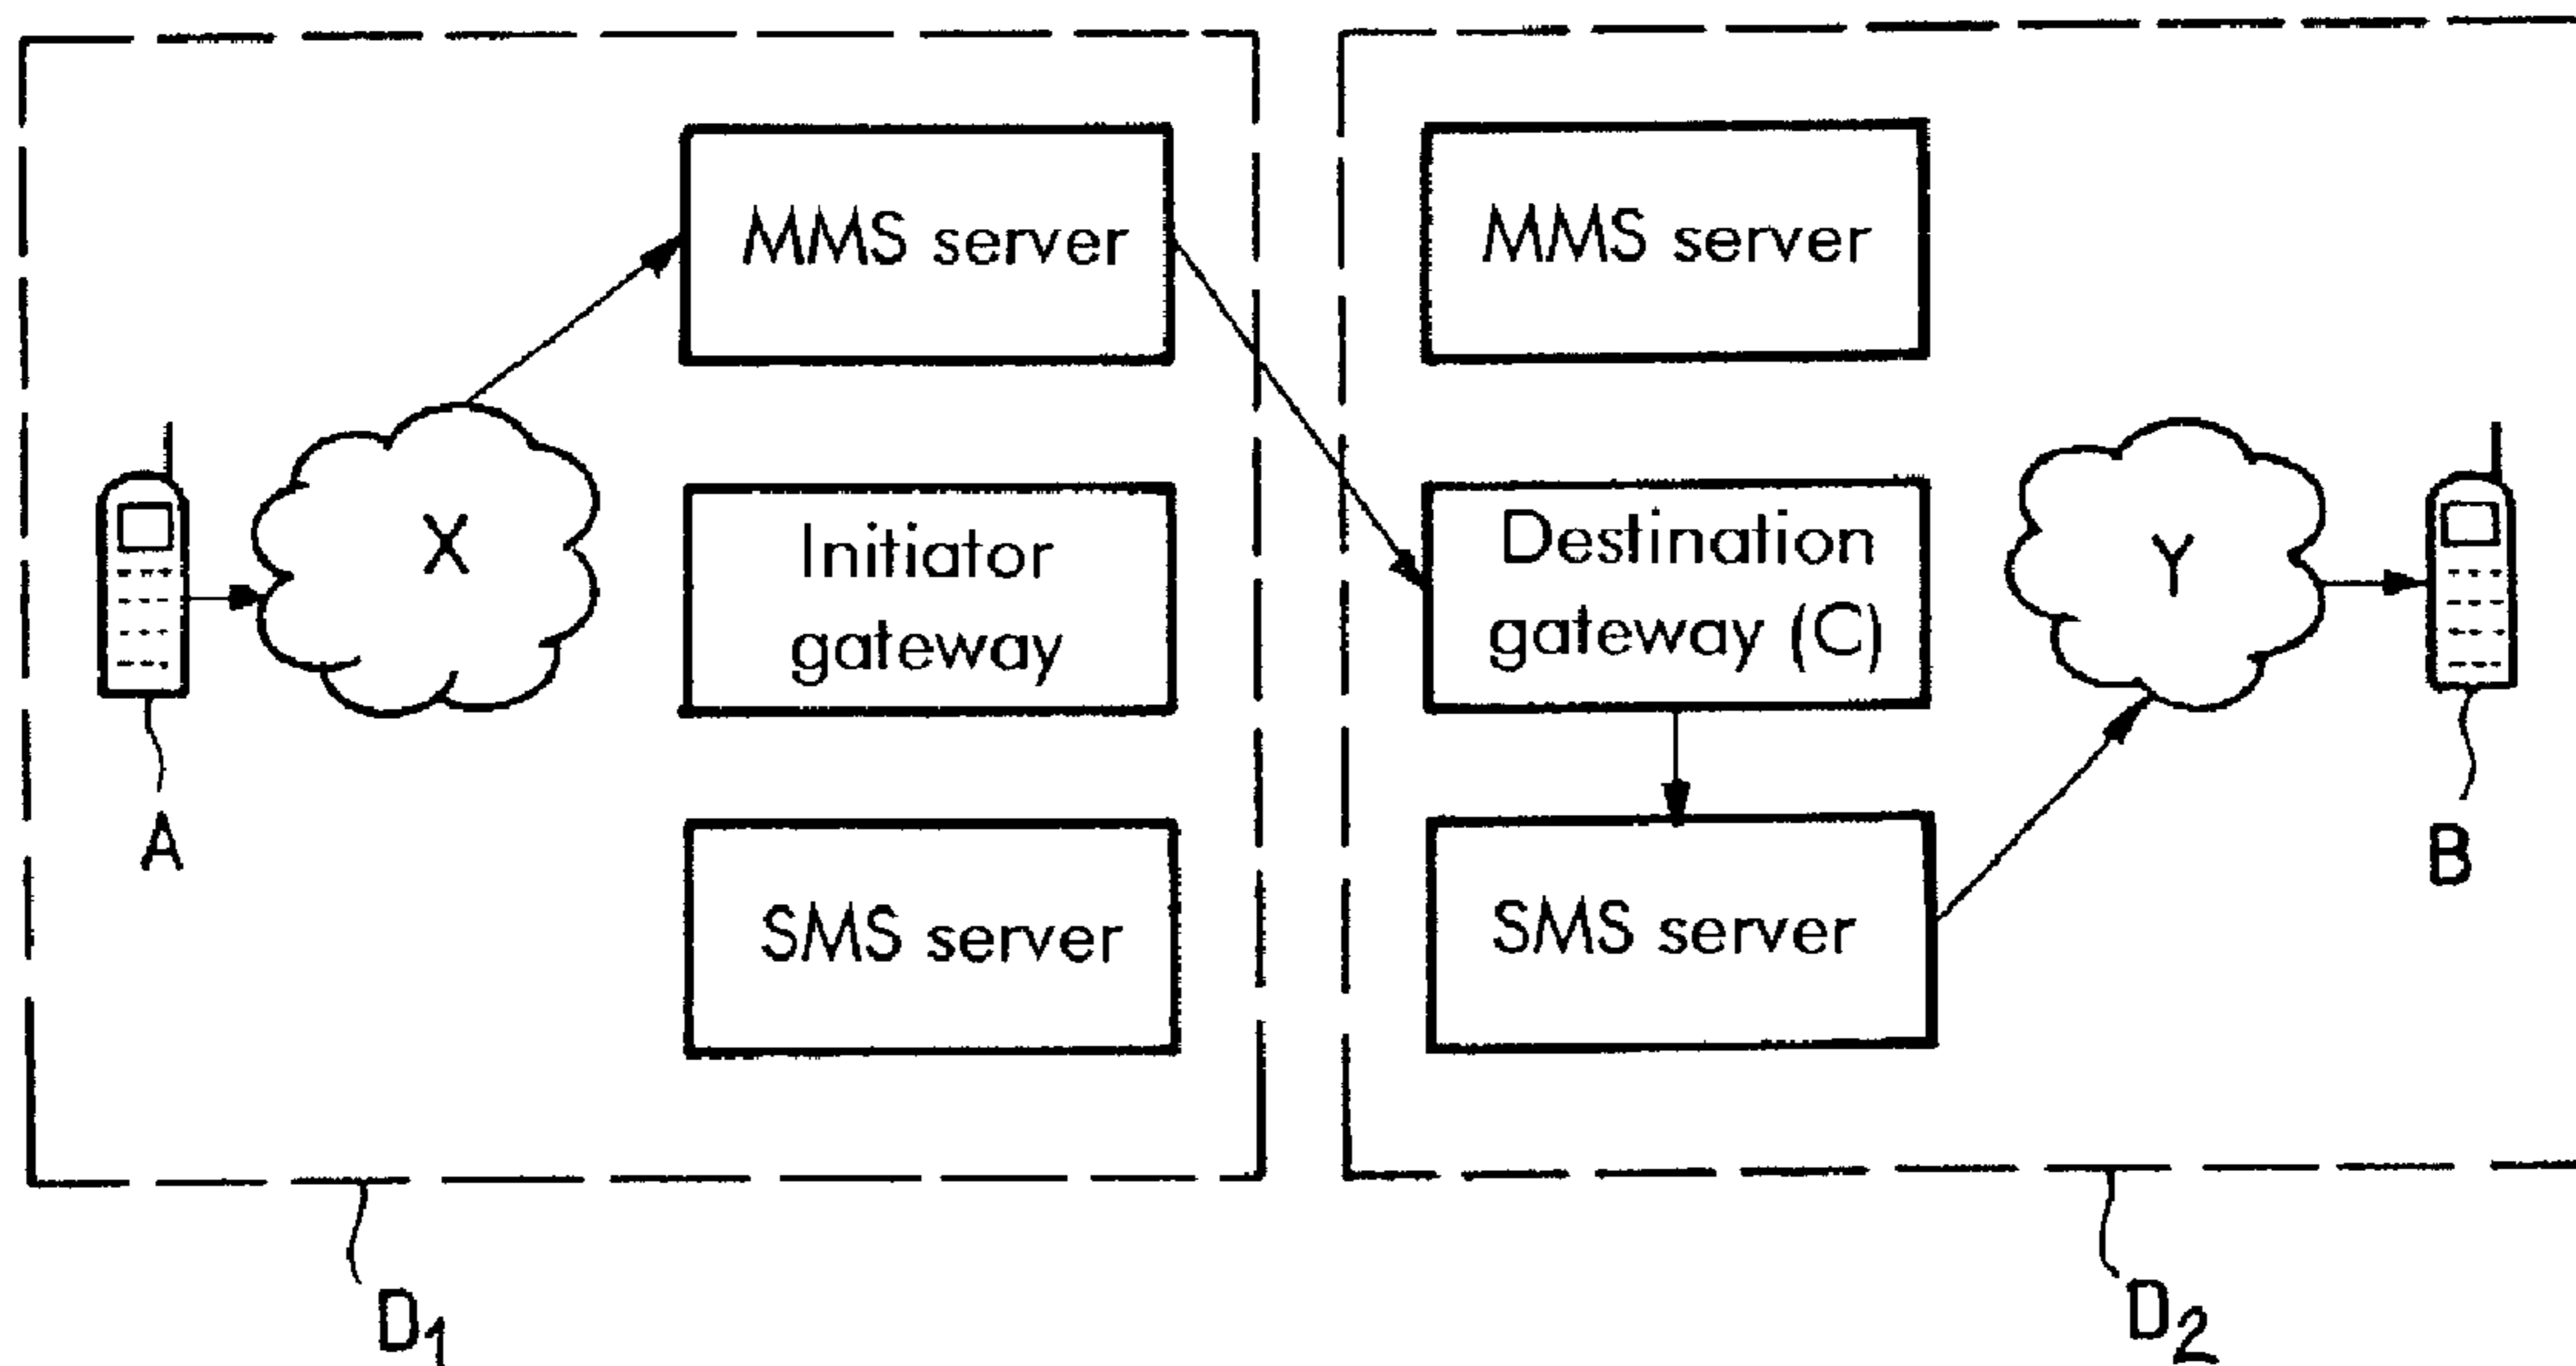 MMS server
MMS server
X
Initiator
gateway
Destination
gateway (C)
Y
A
SMS server
SMS server
B
D1
D2